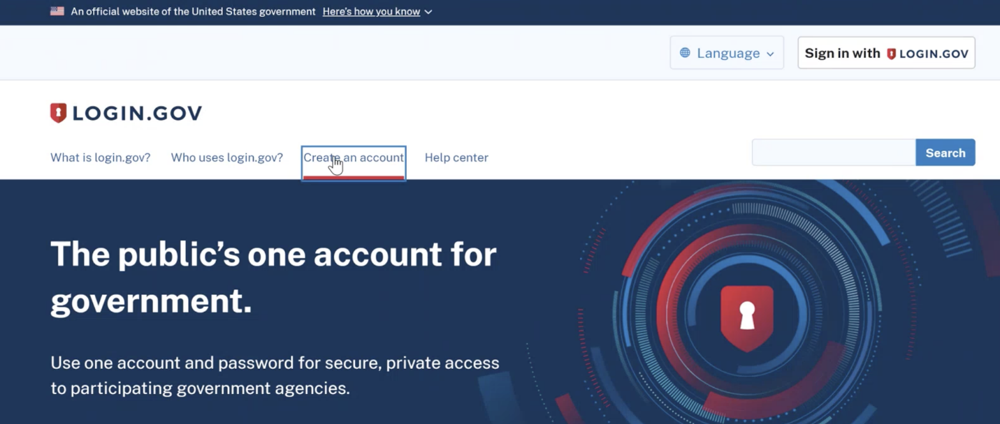 An official website of the United States government Here's how you know
Language
Sign in with LOGIN.GOV
LOGIN.GOV
What is login.gov? Who uses login.gov? Create an account Help center
Search
The public's one account for
government.
Use one account and password for secure, private access
to participating government agencies.